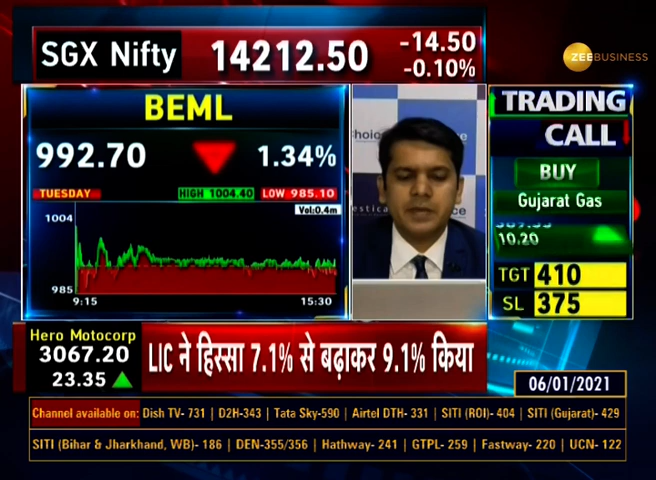 SGX Nifty 14212.50 -14.50
-0.10%
ZEE BUSINESS
BEML
992.70 1.34%
TUESDAY HIGH 1004.40 LOW 985.10
Vol:0.4m
1004
985
9:15 15:30
Choice
TRADING
CALL
BUY
Gujarat Gas
10.20
TGT 410
SL 375
Hero Motocorp
3067.20
23.35
LIC ने हिस्सा 7.1% से बढ़ाकर 9.1% किया
06/01/2021
Channel available on: Dish TV- 731 | D2H-343 | Tata Sky-590 | Airtel DTH- 331 | SITI (ROI)- 404 | SITI (Gujarat)- 429
SITI (Bihar & Jharkhand, WB)- 186 | DEN-355/356 | Hathway- 241 | GTPL- 259 | Fastway- 220 | UCN- 122